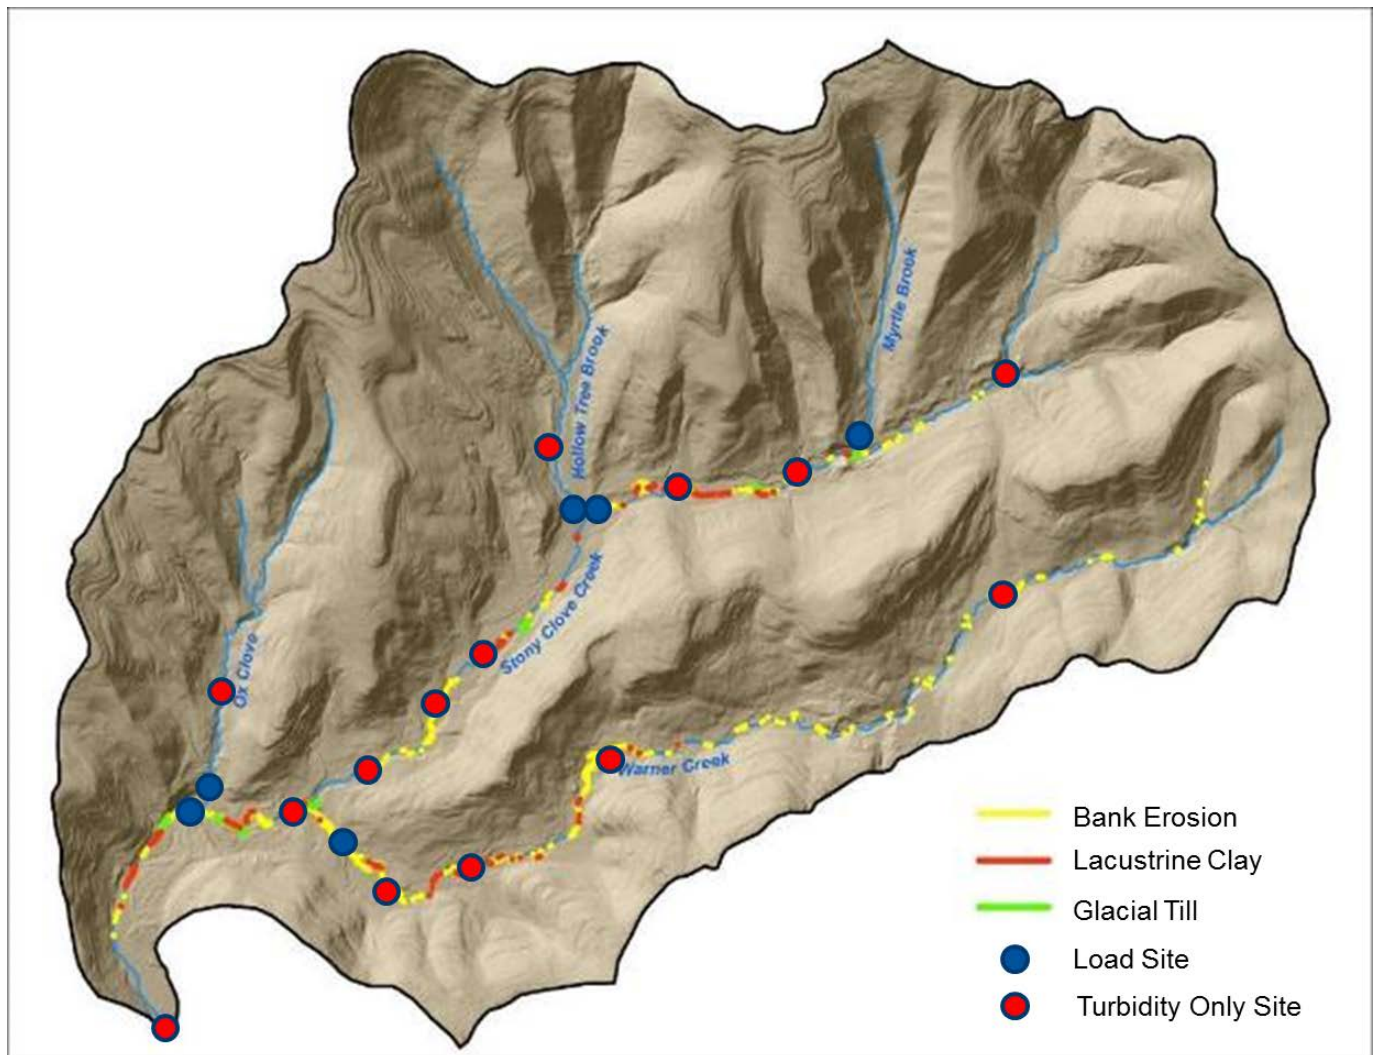 Myrtle Brook
Hollow Tree Brook
Stony Clove Creek
Ox Clove
Warner Creek
Bank Erosion
Lacustrine Clay
Glacial Till
Load Site
Turbidity Only Site